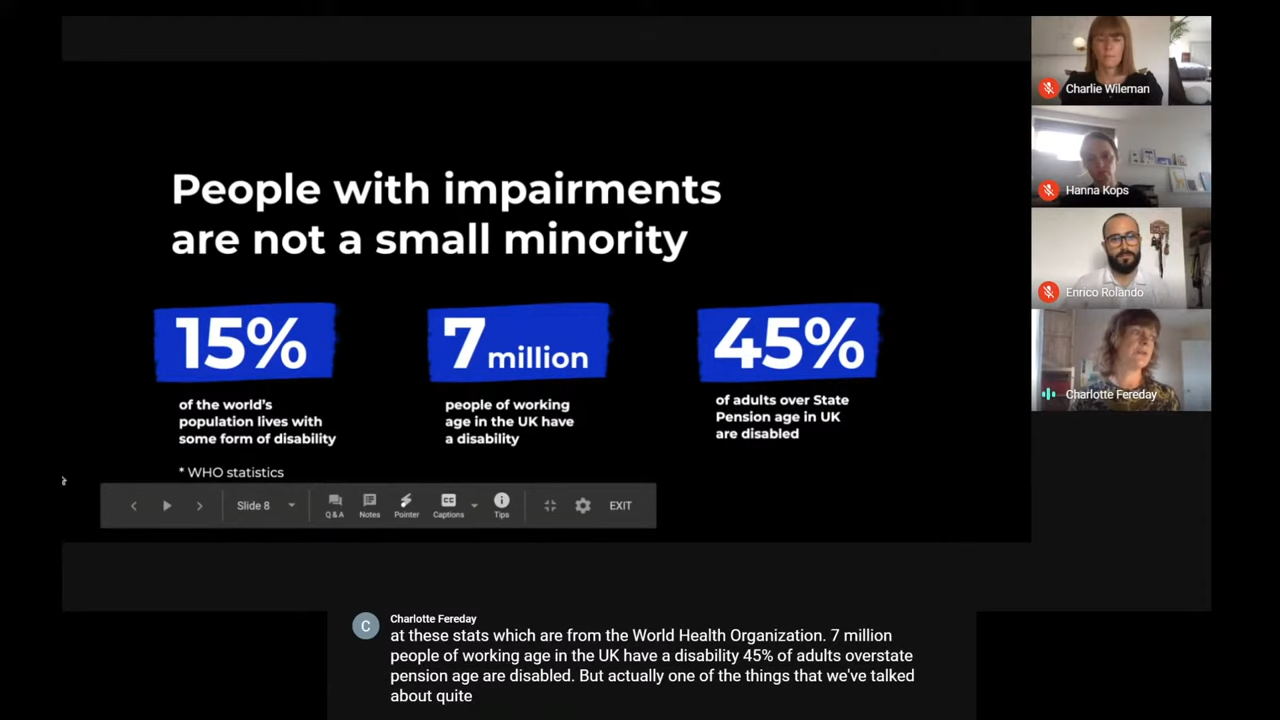 People with impairments
are not a small minority
15%
of the world's
population lives with
some form of disability
* WHO statistics
7 million
people of working
age in the UK have
a disability
45%
of adults over State
Pension age in UK
are disabled
Slide 8
Q&A
Notes
Pointer
Captions
Tips
EXIT
Charlie Wileman
Hanna Kops
Enrico Rolando
Charlotte Fereday
C
Charlotte Fereday
at these stats which are from the World Health Organization. 7 million
people of working age in the UK have a disability 45% of adults overstate
pension age are disabled. But actually one of the things that we've talked
about quite